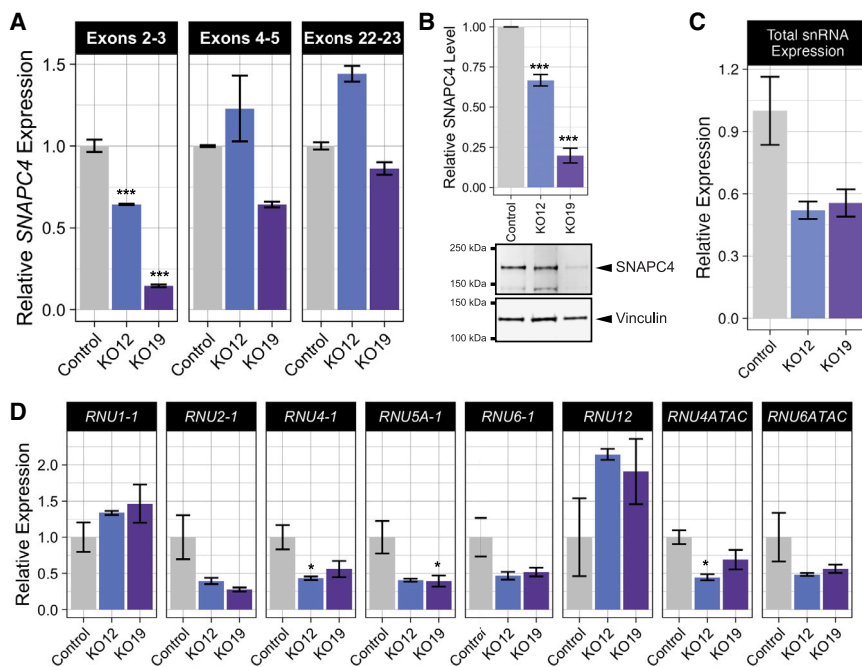 A
Exons 2-3
Exons 4-5
Exons 22-23
Relative SNAPC4 Expression
1.5
1.0
0.5
0.0
***
***
Control
KO12
KO19
Control
KO12
KO19
Control
KO12
KO19
B
Relative SNAPC4 Level
1.00
0.75
0.50
0.25
0.00
***
***
Control
KO12
KO19
250 kDa
150 kDa
SNAPC4
150 kDa
100 kDa
Vinculin
C
Total snRNA
Expression
Relative Expression
1.2
0.9
0.6
0.3
0.0
Control
KO12
KO19
D
RNU1-1
RNU2-1
RNU4-1
RNU5A-1
RNU6-1
RNU12
RNU4ATAC
RNU6ATAC
Relative Expression
2.0
1.5
1.0
0.5
0.0
*
*
*
Control
KO12
KO19
Control
KO12
KO19
Control
KO12
KO19
Control
KO12
KO19
Control
KO12
KO19
Control
KO12
KO19
Control
KO12
KO19
Control
KO12
KO19